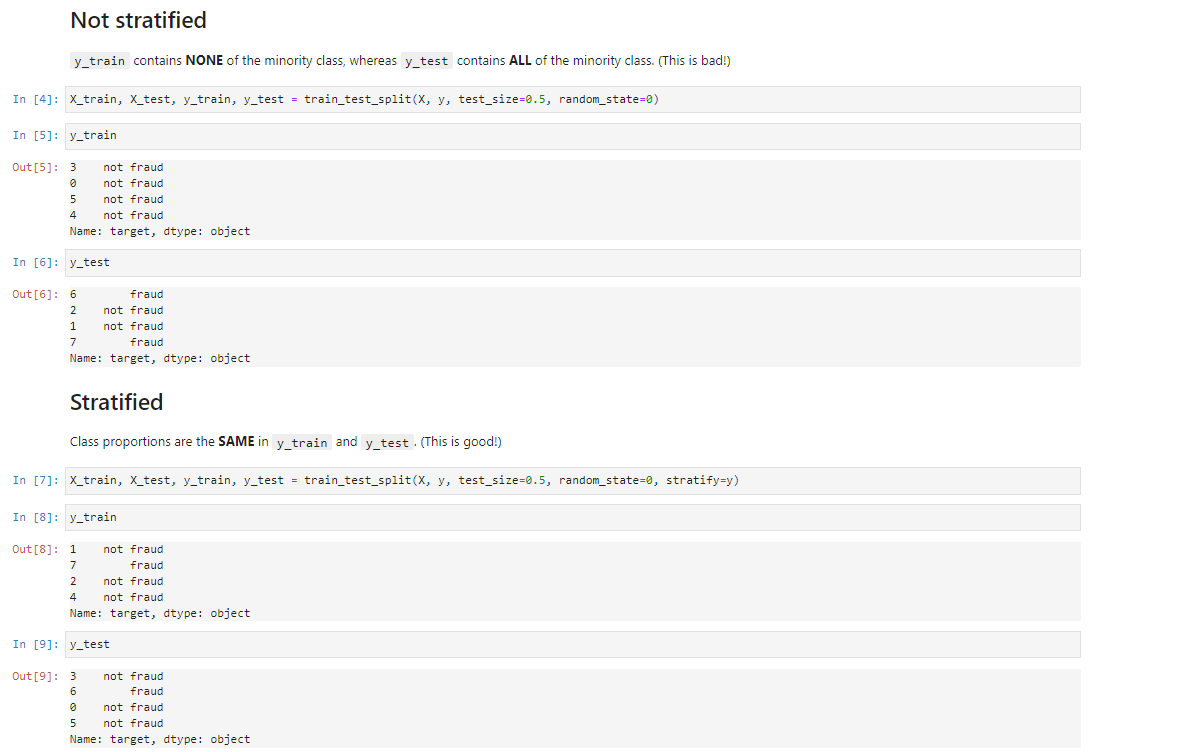 Not stratified
y_train contains NONE of the minority class, whereas y_test contains ALL of the minority class. (This is bad!)
In [4]: X_train, X_test, y_train, y_test = train_test_split(X, y, test_size=0.5, random_state=0)
In [5]: y_train
Out[5]: 3    not fraud
0    not fraud
5    not fraud
4    not fraud
Name: target, dtype: object
In [6]: y_test
Out[6]: 6        fraud
2    not fraud
1    not fraud
7        fraud
Name: target, dtype: object
Stratified
Class proportions are the SAME in y_train and y_test. (This is good!)
In [7]: X_train, X_test, y_train, y_test = train_test_split(X, y, test_size=0.5, random_state=0, stratify=y)
In [8]: y_train
Out[8]: 1    not fraud
7        fraud
2    not fraud
4    not fraud
Name: target, dtype: object
In [9]: y_test
Out[9]: 3    not fraud
6        fraud
0    not fraud
5    not fraud
Name: target, dtype: object